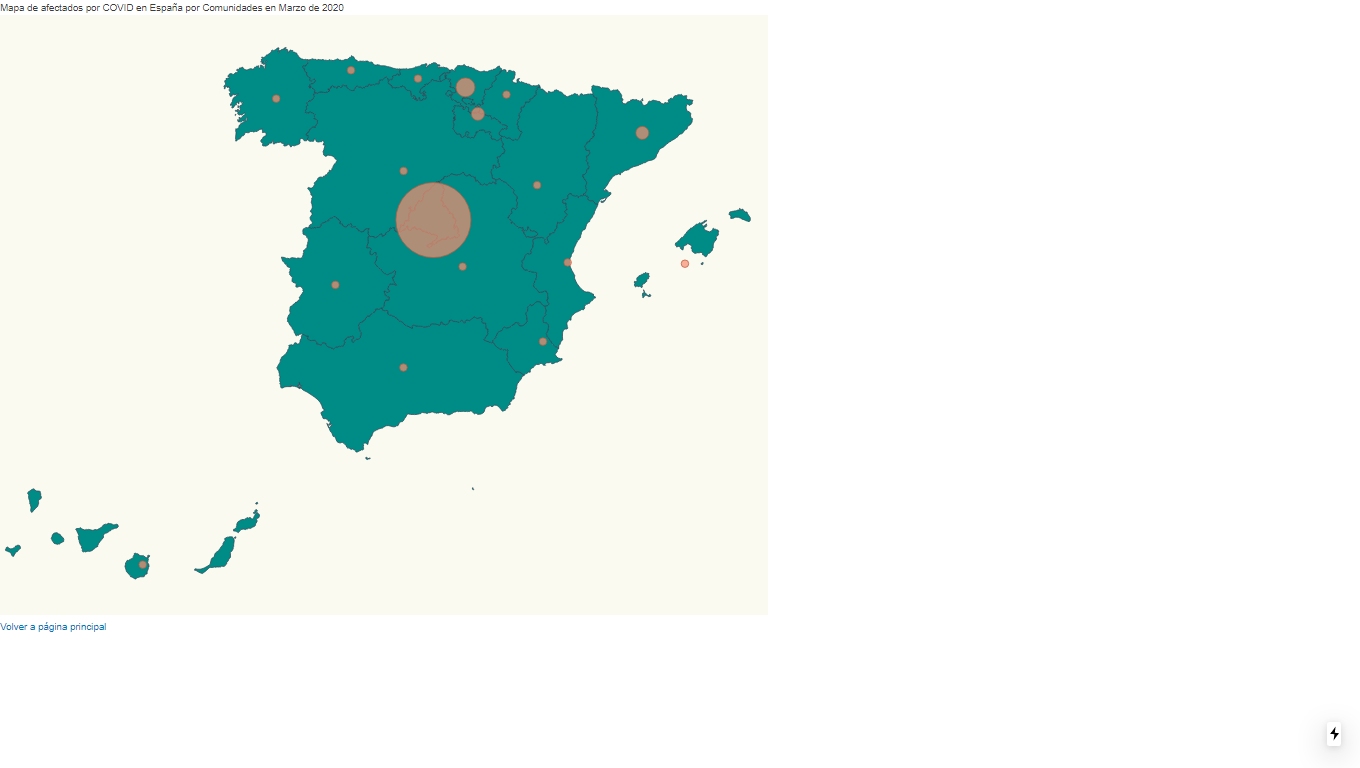 Mapa de afectados por COVID en España por Comunidades en Marzo de 2020
Volver a página principal